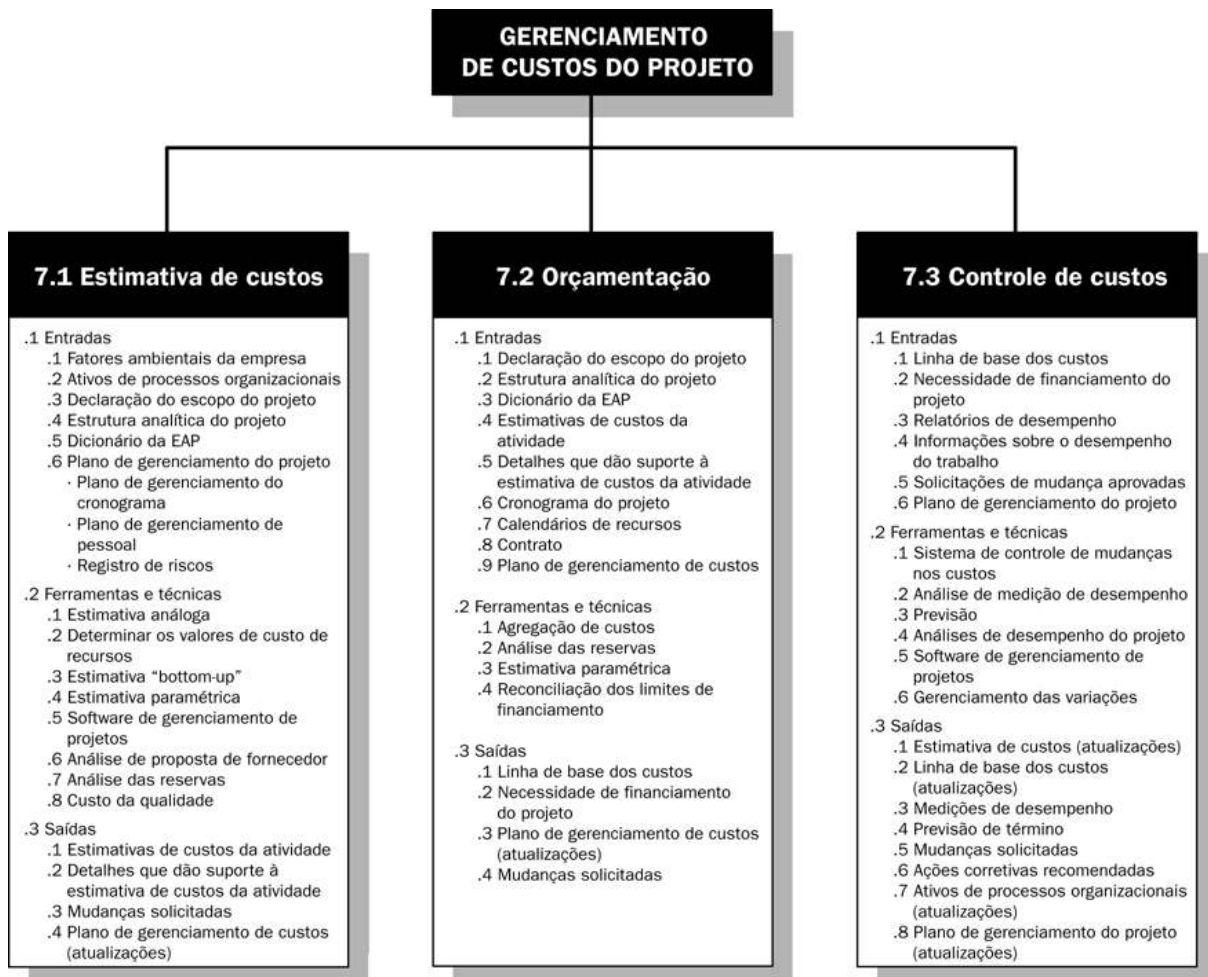 GERENCIAMENTO
DE CUSTOS DO PROJETO
7.1 Estimativa de custos
.1 Entradas
.1 Fatores ambientais da empresa
.2 Ativos de processos organizacionais
.3 Declaração do escopo do projeto
.4 Estrutura analítica do projeto
.5 Dicionário da EAP
.6 Plano de gerenciamento do projeto
· Plano de gerenciamento do
cronograma
· Plano de gerenciamento de
pessoal
· Registro de riscos
.2 Ferramentas e técnicas
.1 Estimativa análoga
.2 Determinar os valores de custo de
recursos
.3 Estimativa “bottom-up”
.4 Estimativa paramétrica
.5 Software de gerenciamento de
projetos
.6 Análise de proposta de fornecedor
.7 Análise das reservas
.8 Custo da qualidade
.3 Saídas
.1 Estimativas de custos da atividade
.2 Detalhes que dão suporte à
estimativa de custos da atividade
.3 Mudanças solicitadas
.4 Plano de gerenciamento de custos
(atualizações)
7.2 Orçamentação
.1 Entradas
.1 Declaração do escopo do projeto
.2 Estrutura analítica do projeto
.3 Dicionário da EAP
.4 Estimativas de custos da
atividade
.5 Detalhes que dão suporte à
estimativa de custos da atividade
.6 Cronograma do projeto
.7 Calendários de recursos
.8 Contrato
.9 Plano de gerenciamento de custos
.2 Ferramentas e técnicas
.1 Agregação de custos
.2 Análise das reservas
.3 Estimativa paramétrica
.4 Reconciliação dos limites de
financiamento
.3 Saídas
.1 Linha de base dos custos
.2 Necessidade de financiamento
do projeto
.3 Plano de gerenciamento de custos
(atualizações)
.4 Mudanças solicitadas
7.3 Controle de custos
.1 Entradas
.1 Linha de base dos custos
.2 Necessidade de financiamento do
projeto
.3 Relatórios de desempenho
.4 Informações sobre o desempenho
do trabalho
.5 Solicitações de mudança aprovadas
.6 Plano de gerenciamento do projeto
.2 Ferramentas e técnicas
.1 Sistema de controle de mudanças
nos custos
.2 Análise de medição de desempenho
.3 Previsão
.4 Análises de desempenho do projeto
.5 Software de gerenciamento de
projetos
.6 Gerenciamento das variações
.3 Saídas
.1 Estimativa de custos (atualizações)
.2 Linha de base dos custos
(atualizações)
.3 Medições de desempenho
.4 Previsão de término
.5 Mudanças solicitadas
.6 Ações corretivas recomendadas
.7 Ativos de processos organizacionais
(atualizações)
.8 Plano de gerenciamento do projeto
(atualizações)